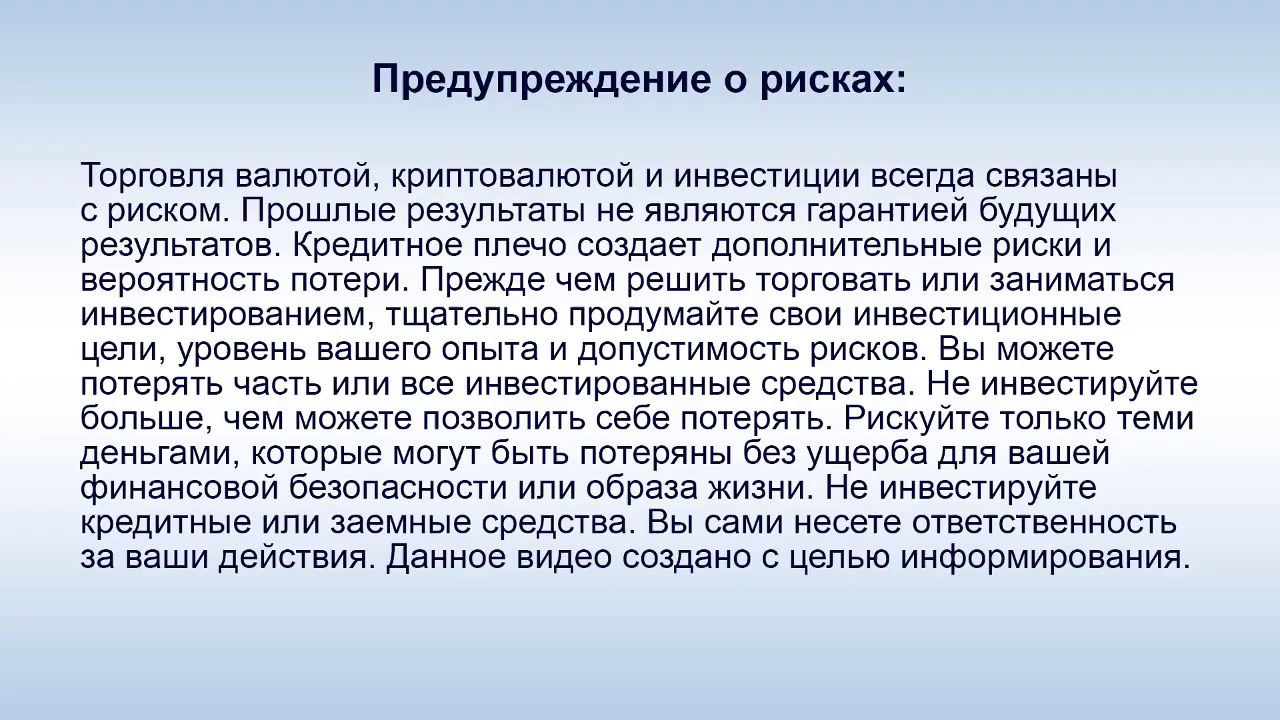 Предупреждение о рисках:
Торговля валютой, криптовалютой и инвестиции всегда связаны
с риском. Прошлые результаты не являются гарантией будущих
результатов. Кредитное плечо создает дополнительные риски и
вероятность потери. Прежде чем решить торговать или заниматься
инвестированием, тщательно продумайте свои инвестиционные
цели, уровень вашего опыта и допустимость рисков. Вы можете
потерять часть или все инвестированные средства. Не инвестируйте
больше, чем можете позволить себе потерять. Рискуйте только теми
деньгами, которые могут быть потеряны без ущерба для вашей
финансовой безопасности или образа жизни. Не инвестируйте
кредитные или заемные средства. Вы сами несете ответственность
за ваши действия. Данное видео создано с целью информирования.